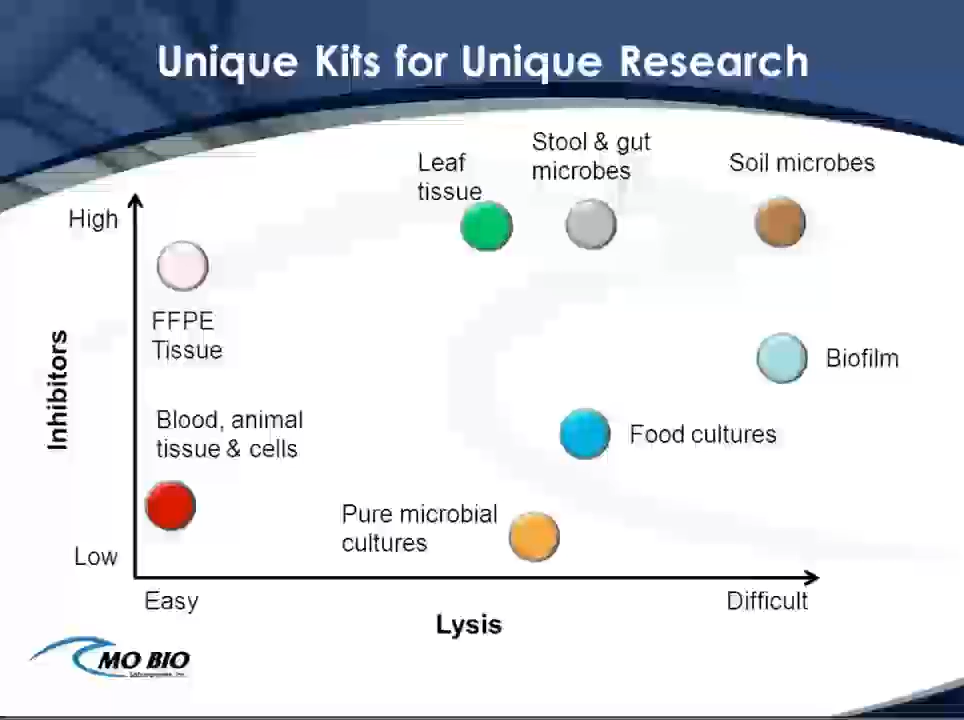 Unique Kits for Unique Research
Stool & gut
microbes
Leaf
tissue
Soil microbes
High
FFPE
Tissue
Inhibitors
Biofilm
Blood, animal
tissue & cells
Food cultures
Pure microbial
cultures
Low
Easy
Difficult
Lysis
MO BIO
Laboratories, Inc.